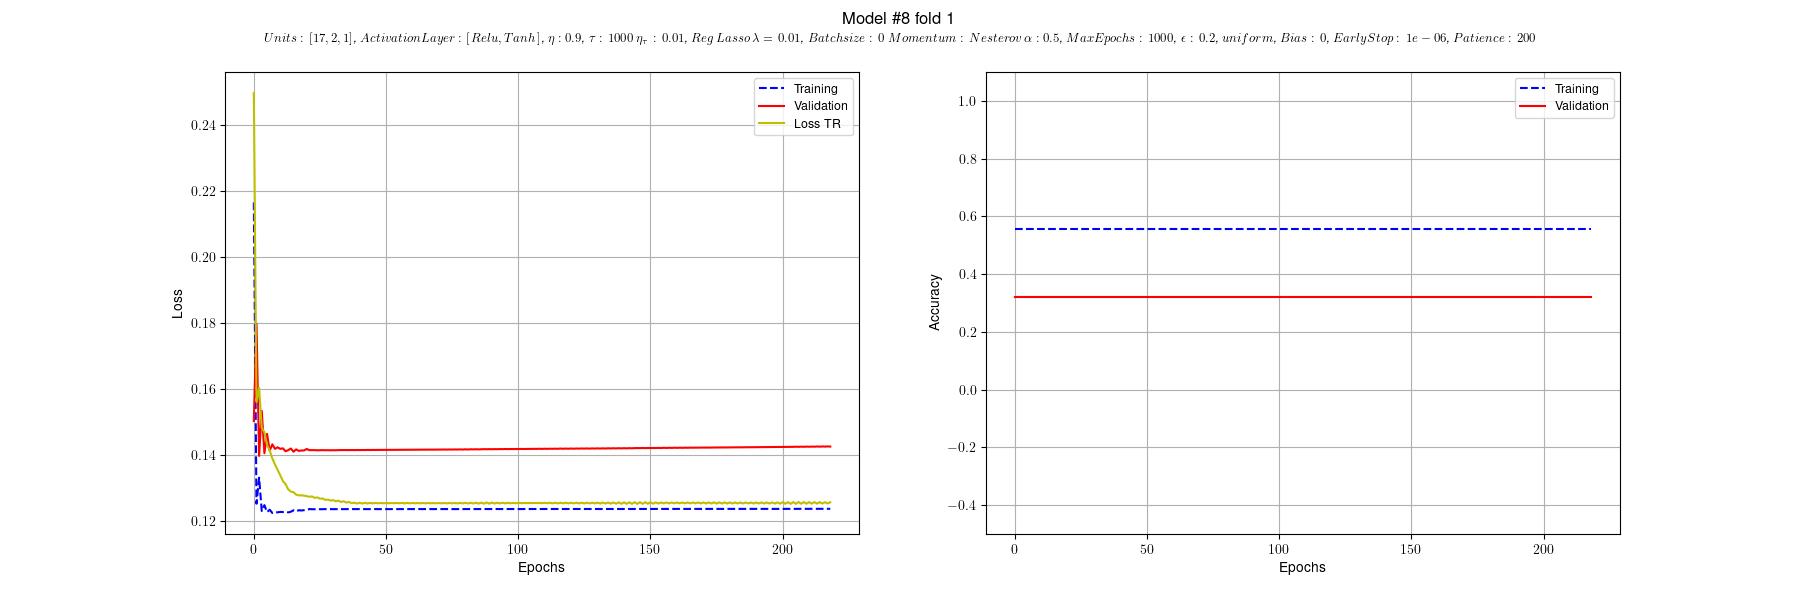 Model #8 fold 1
Units : [17, 2, 1], ActivationLayer : [Relu, Tanh], η : 0.9, τ : 1000 ητ : 0.01, Reg Lasso λ = 0.01, Batchsize : 0 Momentum : Nesterov α : 0.5, MaxEpochs : 1000, ϵ : 0.2, uniform, Bias : 0, EarlyStop : 1e − 06, Patience : 200
Training
Validation
Loss TR
0.24
0.22
0.20
0.18
0.16
0.14
0.12
Loss
0 50 100 150 200
Epochs
Training
Validation
1.0
0.8
0.6
0.4
0.2
0.0
−0.2
−0.4
Accuracy
0 50 100 150 200
Epochs